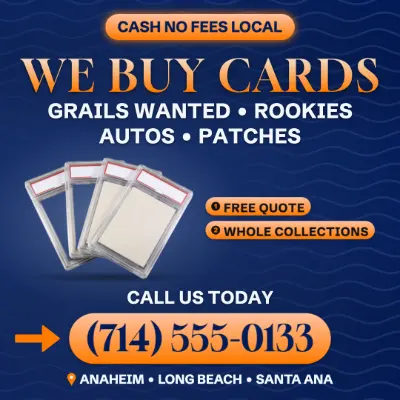 CASH NO FEES LOCAL
WE BUY CARDS
GRAILS WANTED • ROOKIES
AUTOS • PATCHES
1 FREE QUOTE
2 WHOLE COLLECTIONS
CALL US TODAY
(714) 555-0133
ANAHEIM • LONG BEACH • SANTA ANA